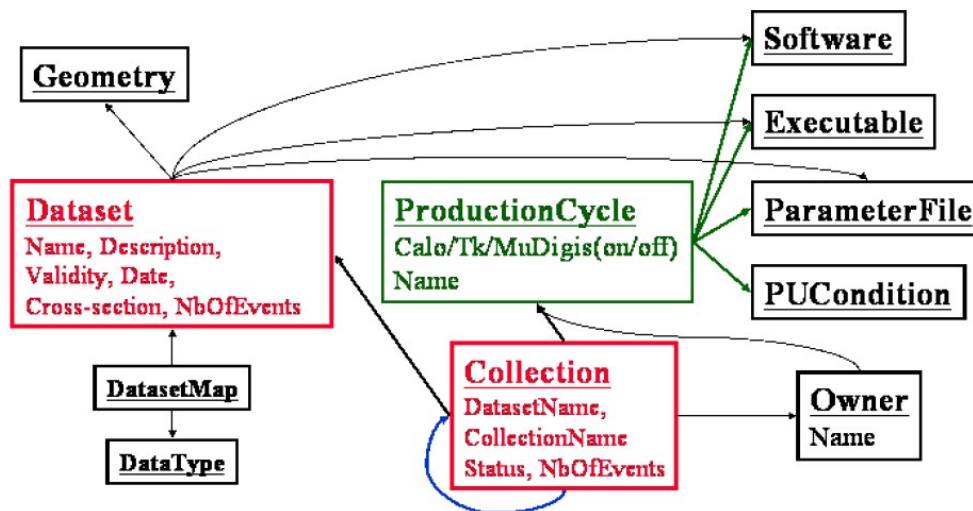 Software
Geometry
Executable
Dataset
Name, Description,
Validity, Date,
Cross-section, NbOfEvents
ProductionCycle
Calo/Tk/MuDigis(on/off)
Name
ParameterFile
PUCondition
DatasetMap
DataType
Collection
DatasetName,
CollectionName
Status, NbOfEvents
Owner
Name